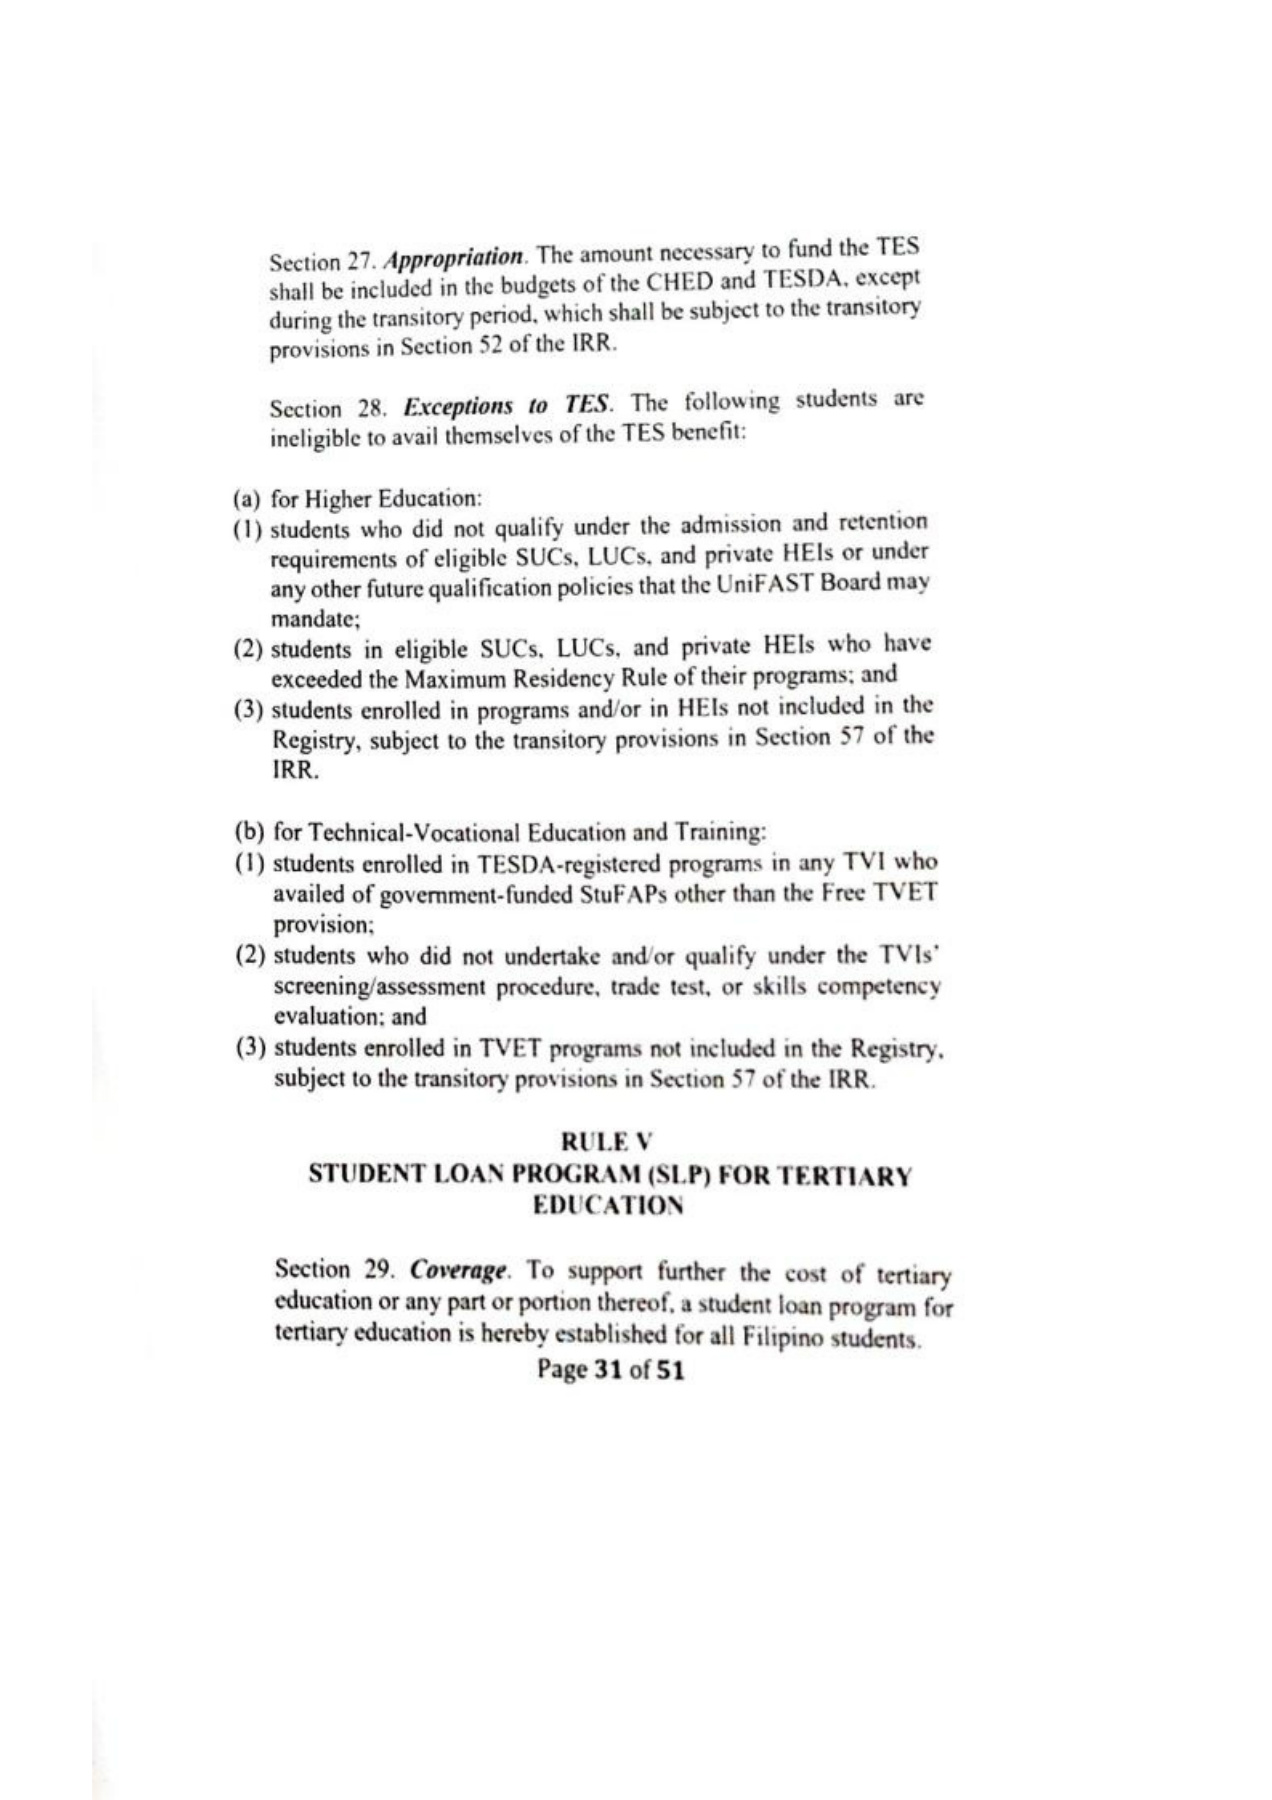 Section 27. Appropriation. The amount necessary to fund the TES
shall be included in the budgets of the CHED and TESDA, except
during the transitory period, which shall be subject to the transitory
provisions in Section 52 of the IRR.
Section 28. Exceptions to TES. The following students are
ineligible to avail themselves of the TES benefit:
(a) for Higher Education:
(1) students who did not qualify under the admission and retention
requirements of eligible SUCs, LUCs, and private HEIs or under
any other future qualification policies that the UniFAST Board may
mandate;
(2) students in eligible SUCs, LUCs, and private HEIs who have
exceeded the Maximum Residency Rule of their programs; and
(3) students enrolled in programs and/or in HEIs not included in the
Registry, subject to the transitory provisions in Section 57 of the
IRR.
(b) for Technical-Vocational Education and Training:
(1) students enrolled in TESDA-registered programs in any TVI who
availed of government-funded StuFAPs other than the Free TVET
provision;
(2) students who did not undertake and/or qualify under the TVIs'
screening/assessment procedure, trade test, or skills competency
evaluation; and
(3) students enrolled in TVET programs not included in the Registry,
subject to the transitory provisions in Section 57 of the IRR.
RULE V
STUDENT LOAN PROGRAM (SLP) FOR TERTIARY
EDUCATION
Section 29. Coverage. To support further the cost of tertiary
education or any part or portion thereof, a student loan program for
tertiary education is hereby established for all Filipino students.
Page 31 of 51